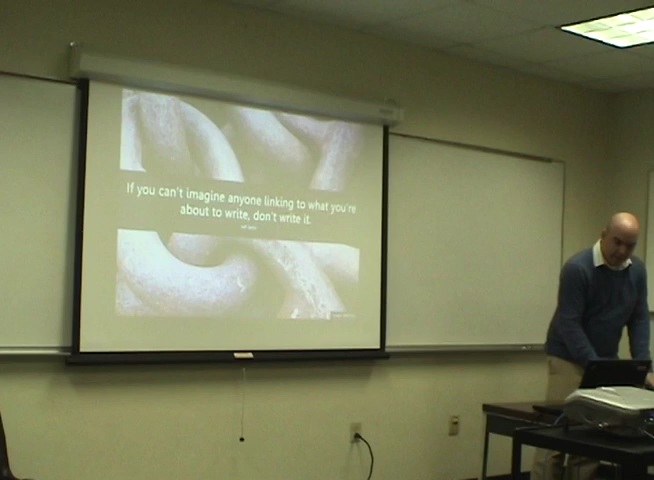 If you can't imagine anyone linking to what you're
about to write, don't write it.